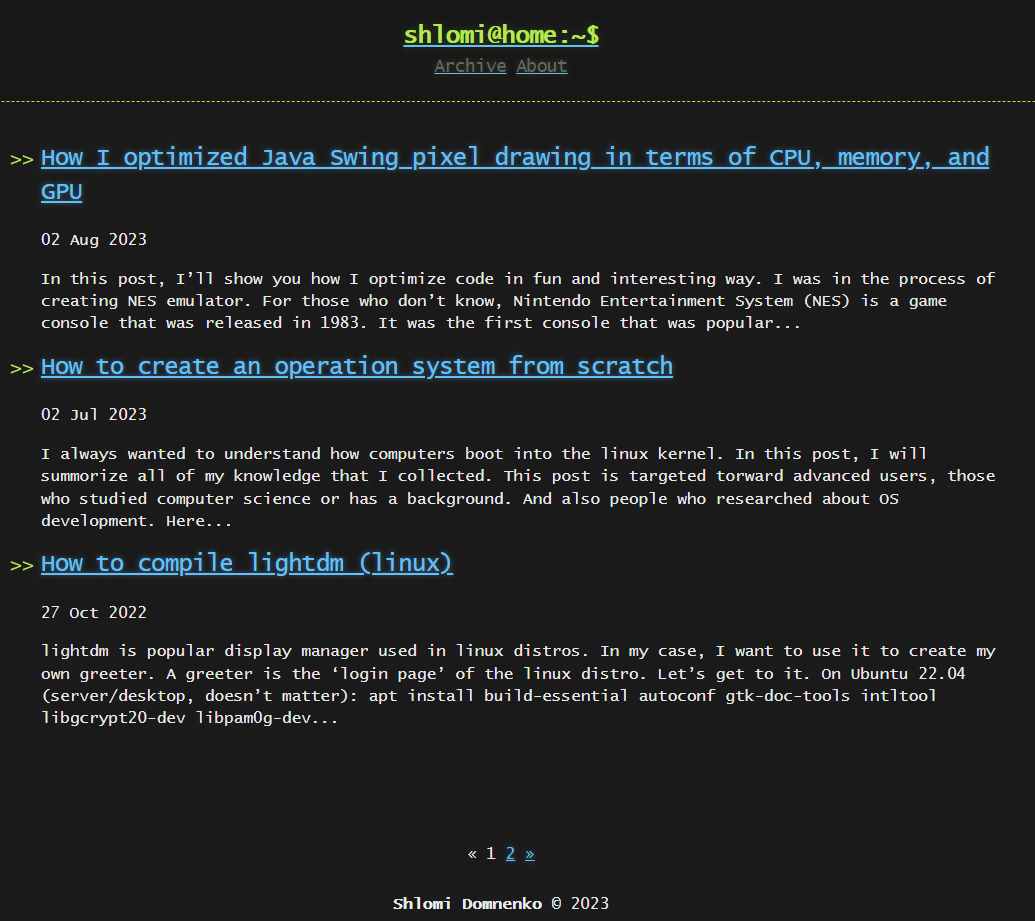 shlomi@home:~$
Archive About
>> How I optimized Java Swing pixel drawing in terms of CPU, memory, and
GPU
02 Aug 2023
In this post, I’ll show you how I optimize code in fun and interesting way. I was in the process of
creating NES emulator. For those who don’t know, Nintendo Entertainment System (NES) is a game
console that was released in 1983. It was the first console that was popular...
>> How to create an operation system from scratch
02 Jul 2023
I always wanted to understand how computers boot into the linux kernel. In this post, I will
summorize all of my knowledge that I collected. This post is targeted torward advanced users, those
who studied computer science or has a background. And also people who researched about OS
development. Here...
>> How to compile lightdm (linux)
27 Oct 2022
lightdm is popular display manager used in linux distros. In my case, I want to use it to create my
own greeter. A greeter is the ‘login page’ of the linux distro. Let’s get to it. On Ubuntu 22.04
(server/desktop, doesn’t matter): apt install build-essential autoconf gtk-doc-tools intltool
libgcrypt20-dev libpam0g-dev...
« 1 2 »
Shlomi Domnenko © 2023